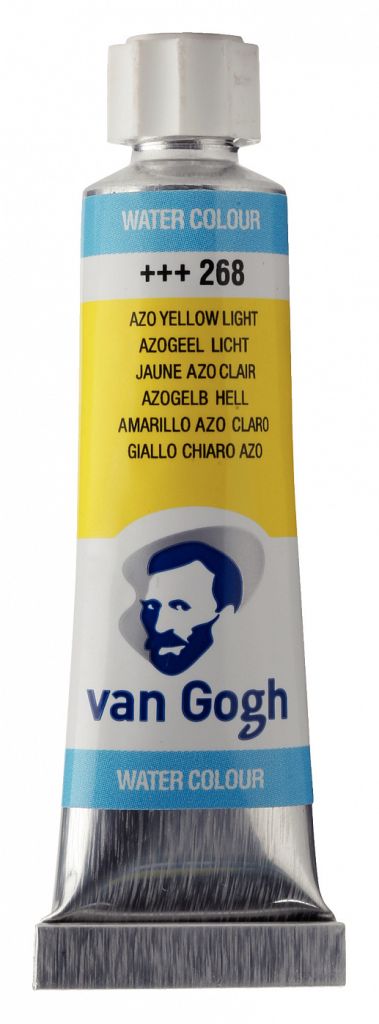 WATER COLOUR
+++ 268
AZO YELLOW LIGHT
AZOGEEL LICHT
JAUNE AZO CLAIR
AZOGELB HELL
AMARILLO AZO CLARO
GIALLO CHIARO AZO
van Gogh
WATER COLOUR